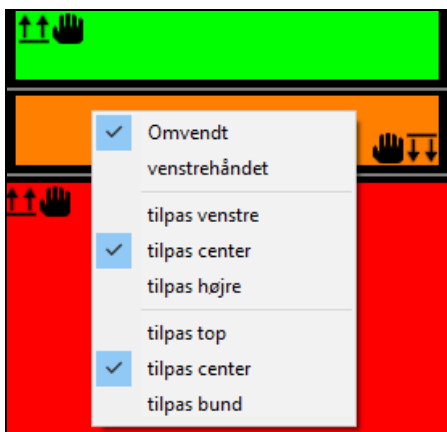 Omvendt
venstrehåndet
tilpas venstre
tilpas center
tilpas højre
tilpas top
tilpas center
tilpas bund